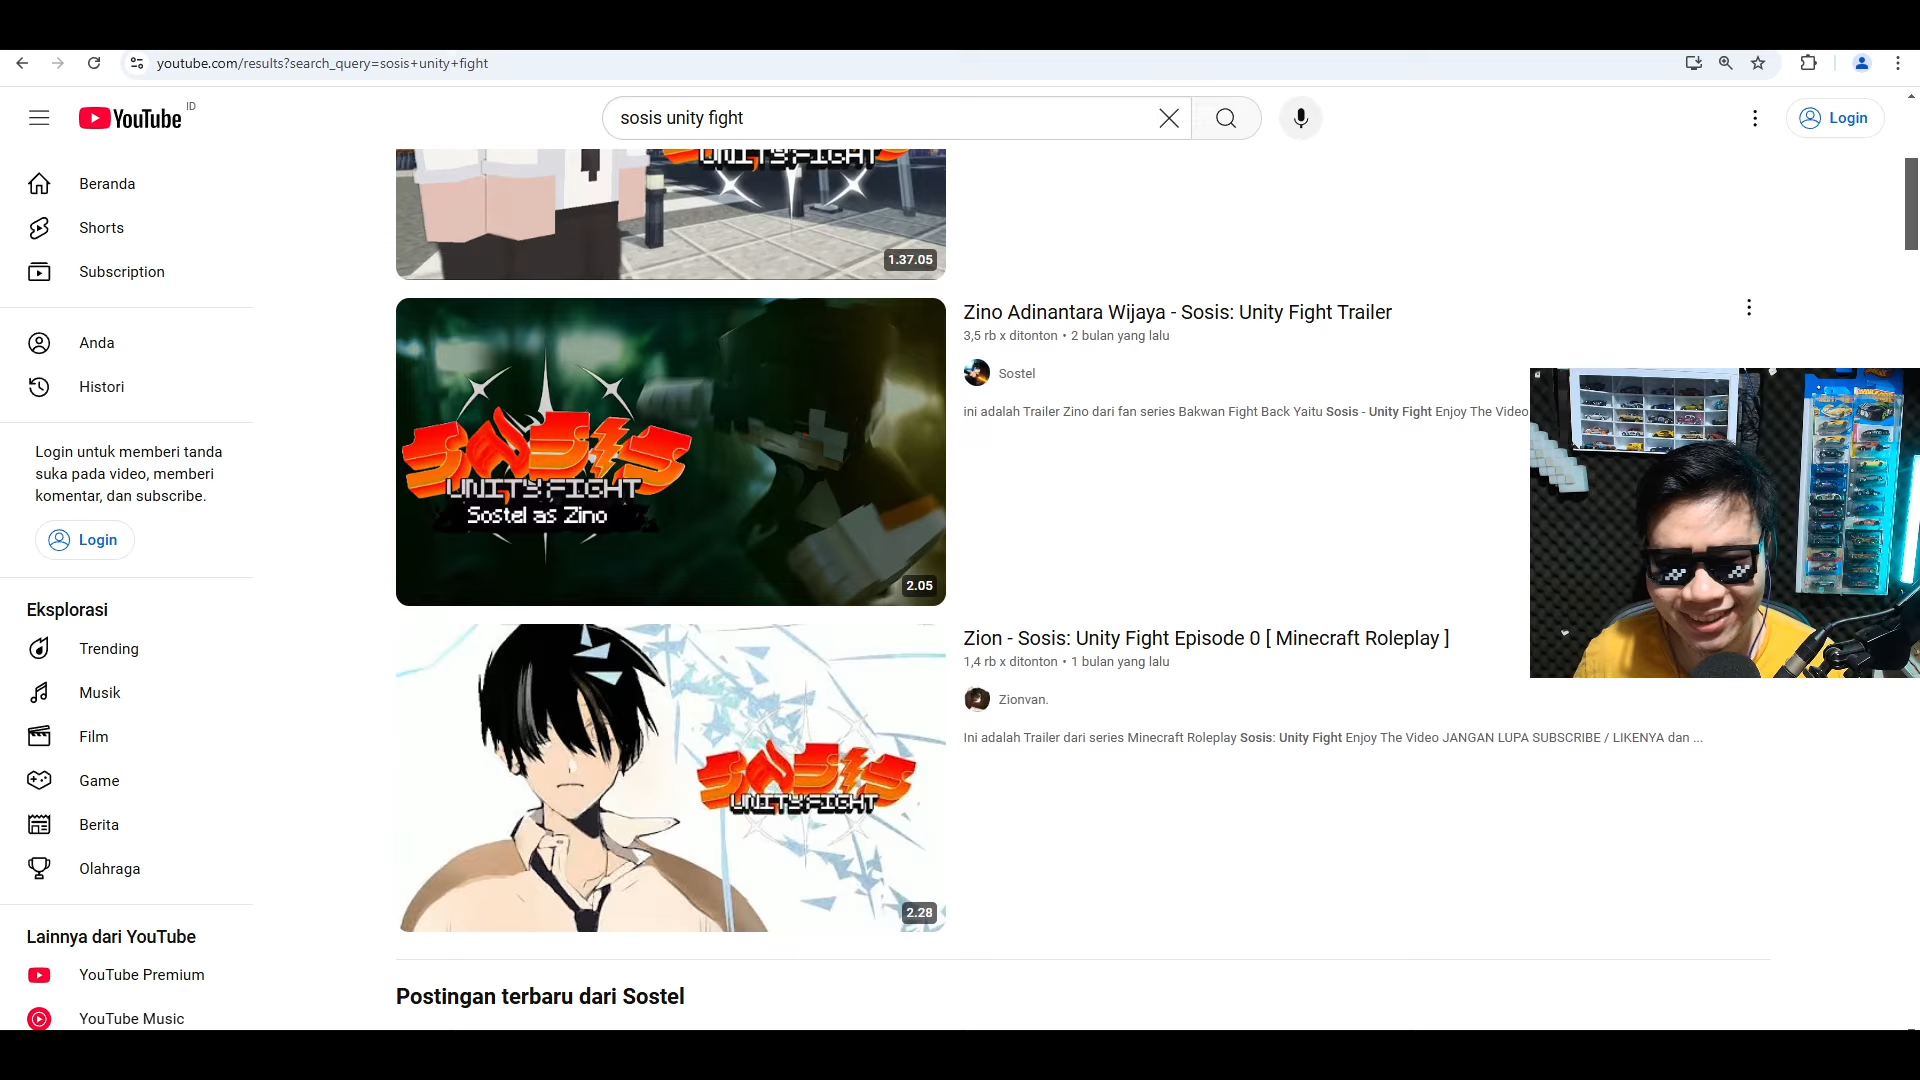 youtube.com/results?search_query=sosis+unity+fight
YouTube
ID
sosis unity fight
Login
Beranda
Shorts
Subscription
Anda
Histori
Login untuk memberi tanda
suka pada video, memberi
komentar, dan subscribe.
Login
Eksplorasi
Trending
Musik
Film
Game
Berita
Olahraga
Lainnya dari YouTube
YouTube Premium
YouTube Music
UNITY:FIGHT
1.37.05
SOSIS
UNITY:FIGHT
Sostel as Zino
2.05
Zino Adinantara Wijaya - Sosis: Unity Fight Trailer
3,5 rb x ditonton • 2 bulan yang lalu
Sostel
ini adalah Trailer Zino dari fan series Bakwan Fight Back Yaitu Sosis - Unity Fight Enjoy The Video
SOSIS
UNITY:FIGHT
2.28
Zion - Sosis: Unity Fight Episode 0 [ Minecraft Roleplay ]
1,4 rb x ditonton • 1 bulan yang lalu
Zionvan.
Ini adalah Trailer dari series Minecraft Roleplay Sosis: Unity Fight Enjoy The Video JANGAN LUPA SUBSCRIBE / LIKENYA dan ...
Postingan terbaru dari Sostel